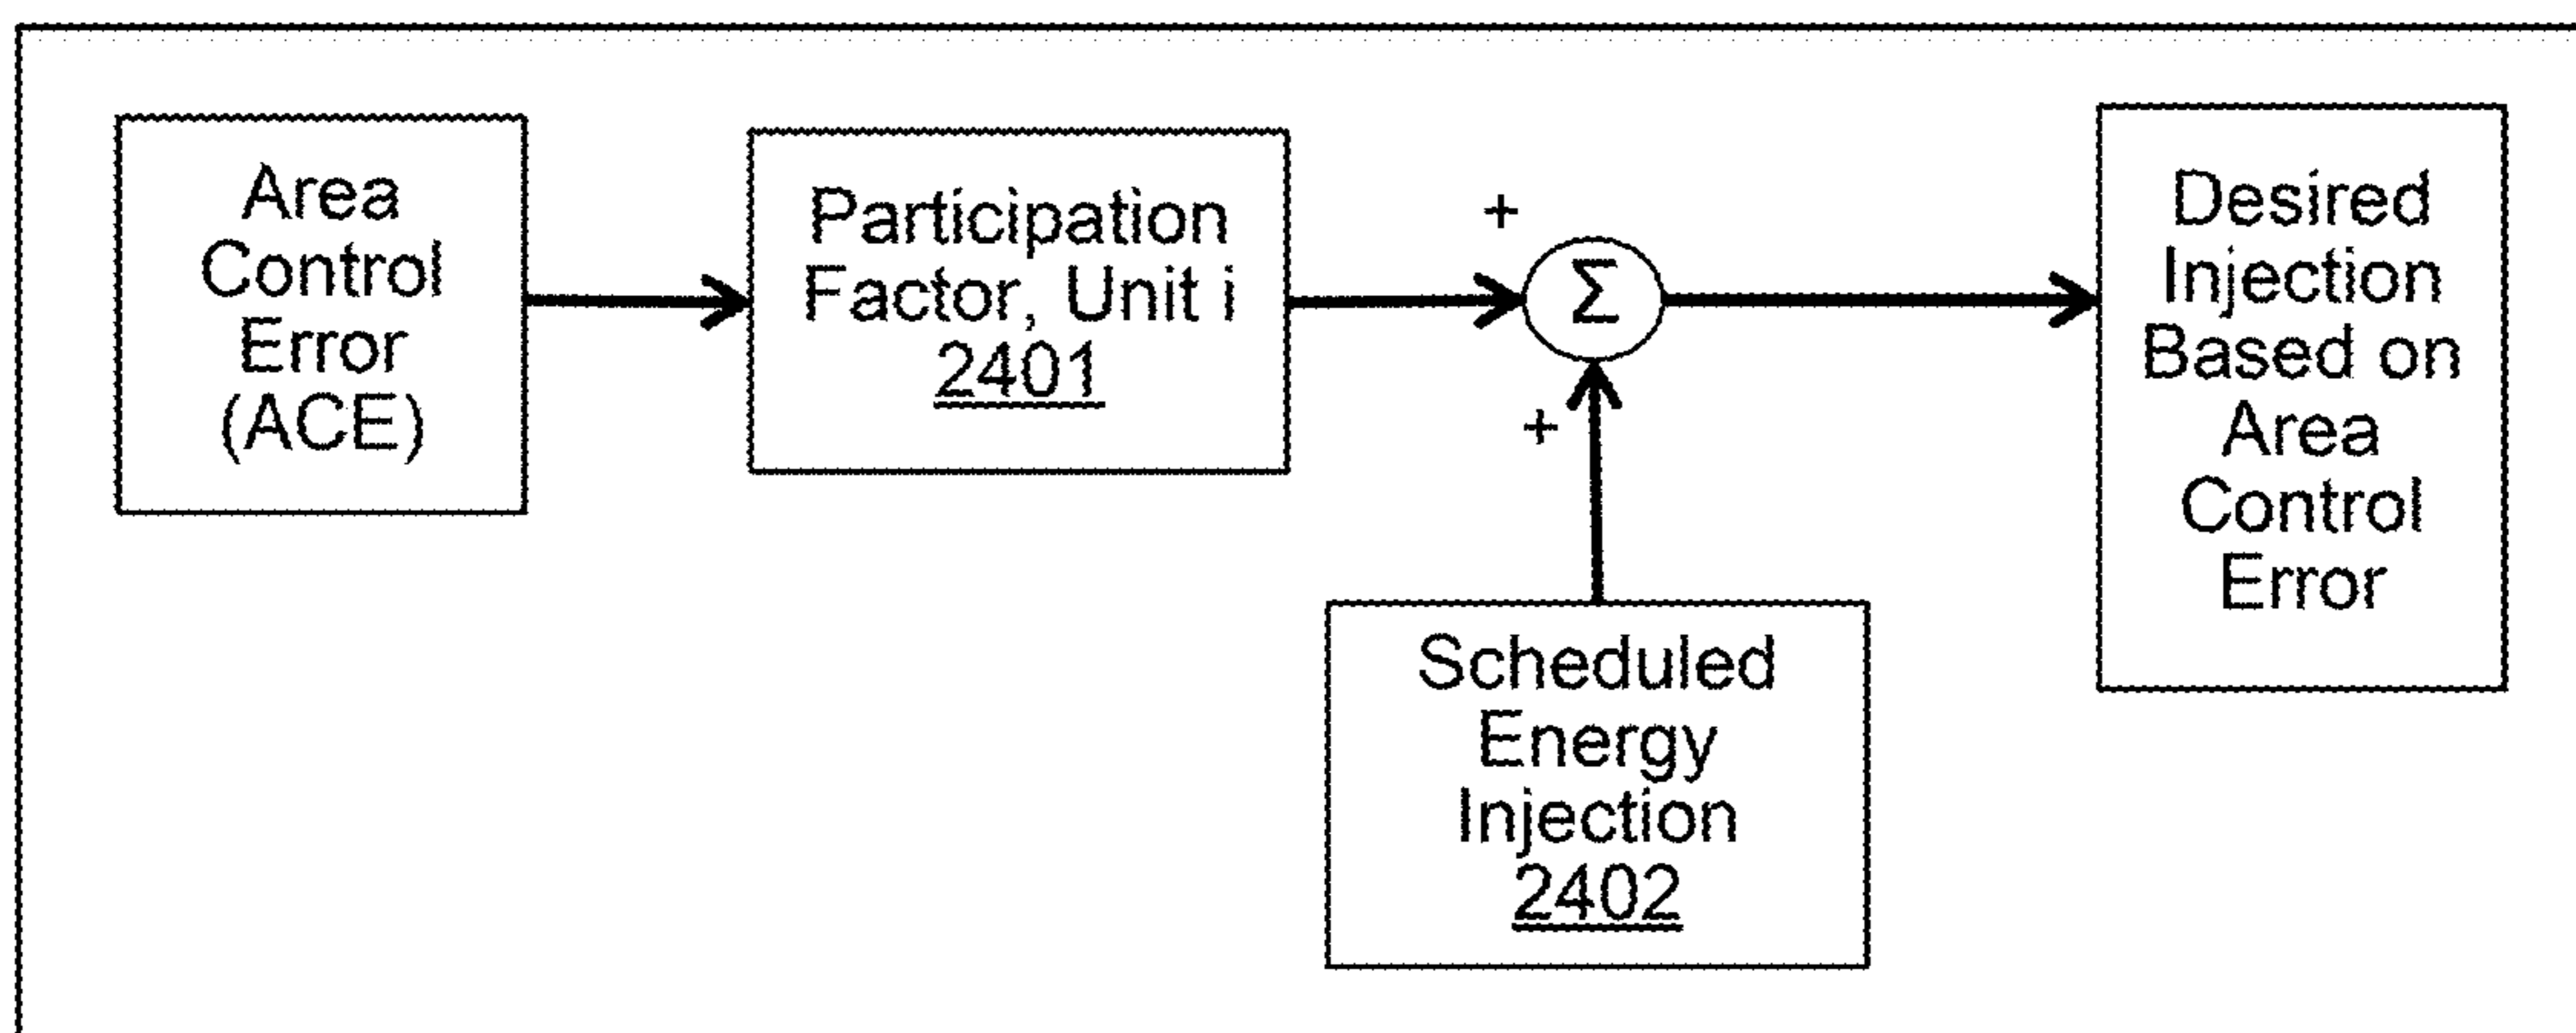 Area
Control
Error
(ACE)
Participation
Factor, Unit i
2401
+
Σ
+
Scheduled
Energy
Injection
2402
Desired
Injection
Based on
Area
Control
Error